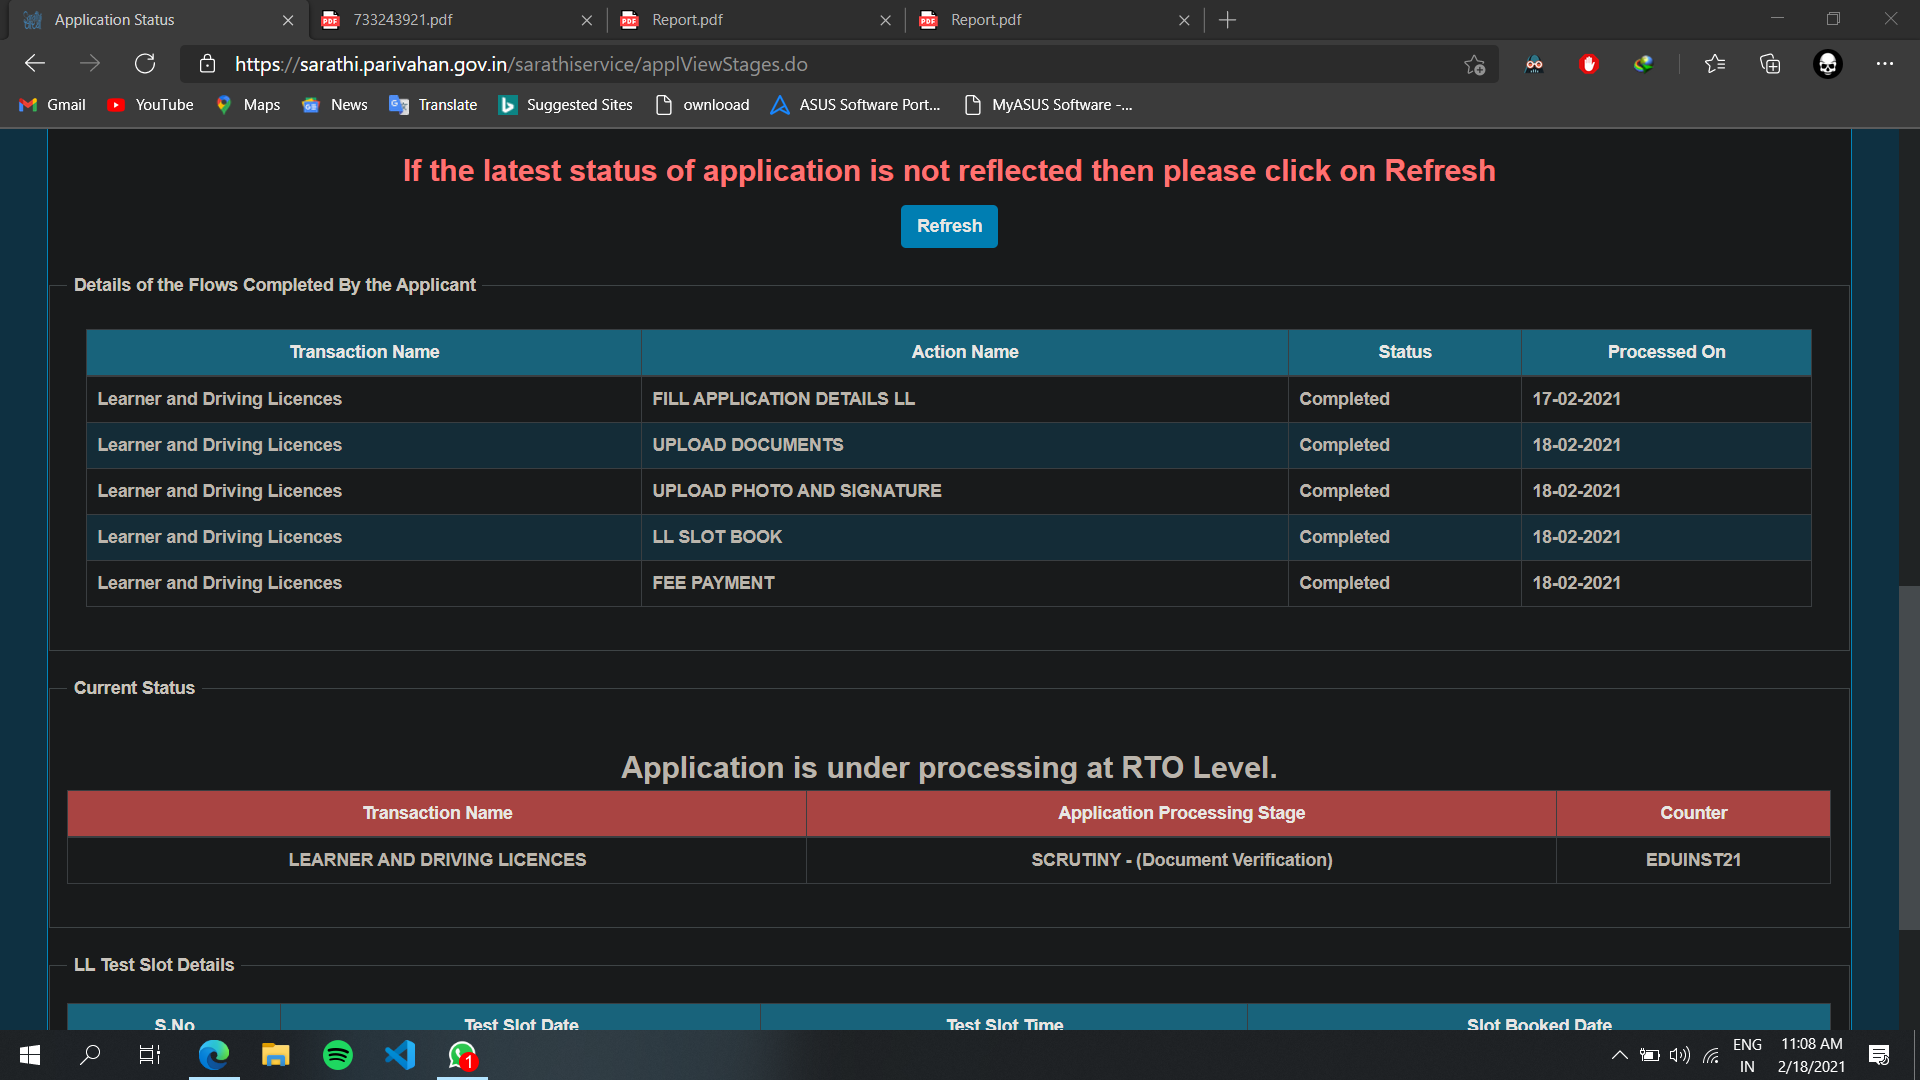 Application Status
733243921.pdf
Report.pdf
Report.pdf
https://sarathi.parivahan.gov.in/sarathiservice/applViewStages.do
Gmail YouTube Maps News Translate Suggested Sites ownlooad ASUS Software Port... MyASUS Software -...
If the latest status of application is not reflected then please click on Refresh
Refresh
Details of the Flows Completed By the Applicant
Transaction Name Action Name Status Processed On
Learner and Driving Licences FILL APPLICATION DETAILS LL Completed 17-02-2021
Learner and Driving Licences UPLOAD DOCUMENTS Completed 18-02-2021
Learner and Driving Licences UPLOAD PHOTO AND SIGNATURE Completed 18-02-2021
Learner and Driving Licences LL SLOT BOOK Completed 18-02-2021
Learner and Driving Licences FEE PAYMENT Completed 18-02-2021
Current Status
Application is under processing at RTO Level.
Transaction Name Application Processing Stage Counter
LEARNER AND DRIVING LICENCES SCRUTINY - (Document Verification) EDUINST21
LL Test Slot Details
S.No Test Slot Date Test Slot Time Slot Booked Date
1
ENG 11:08 AM
IN 2/18/2021